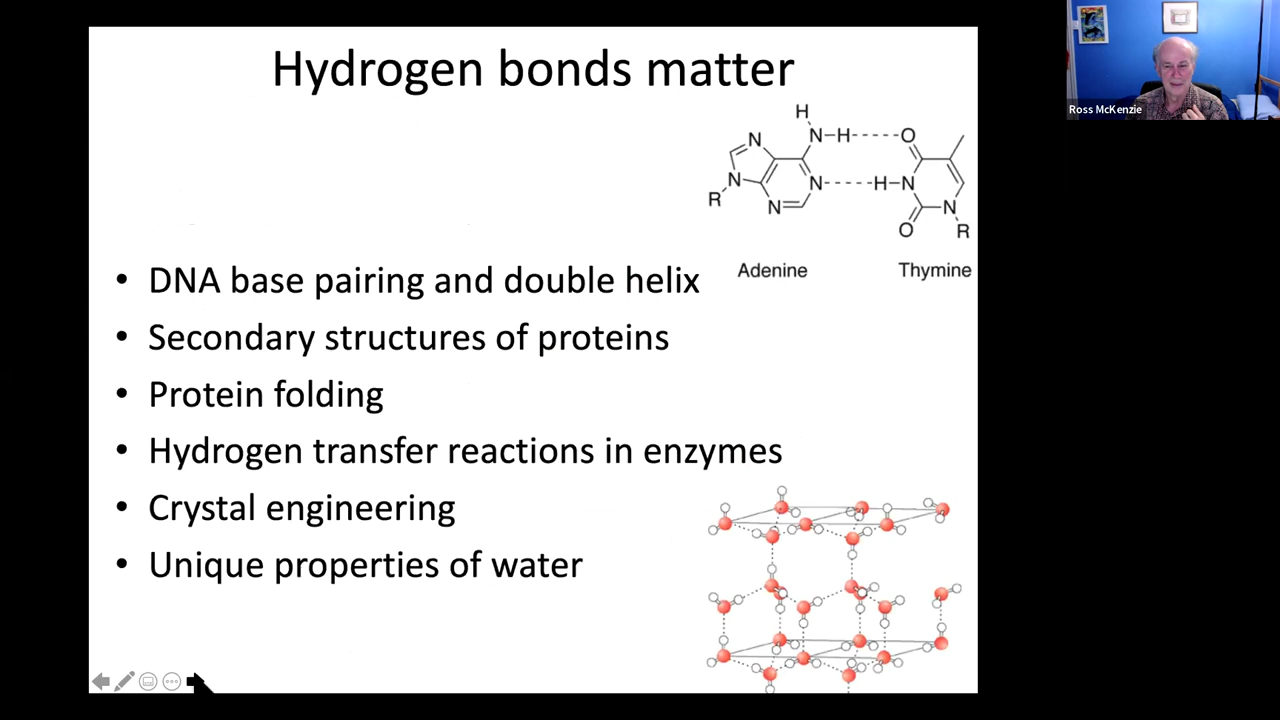 Hydrogen bonds matter
Ross McKenzie
H
N
N
H
O
N
N
H
N
R
N
O
N
R
Adenine
Thymine
• DNA base pairing and double helix
• Secondary structures of proteins
• Protein folding
• Hydrogen transfer reactions in enzymes
• Crystal engineering
• Unique properties of water